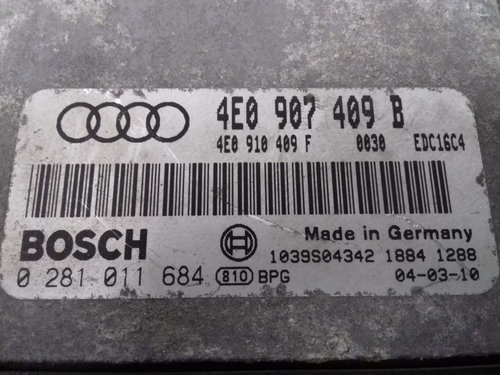 4E0 907 409 B
4E0 910 409 F 0030 EDC16C4
BOSCH Made in Germany
1039S04342 1884 1288
0 281 011 684 810 BPG 04-03-10